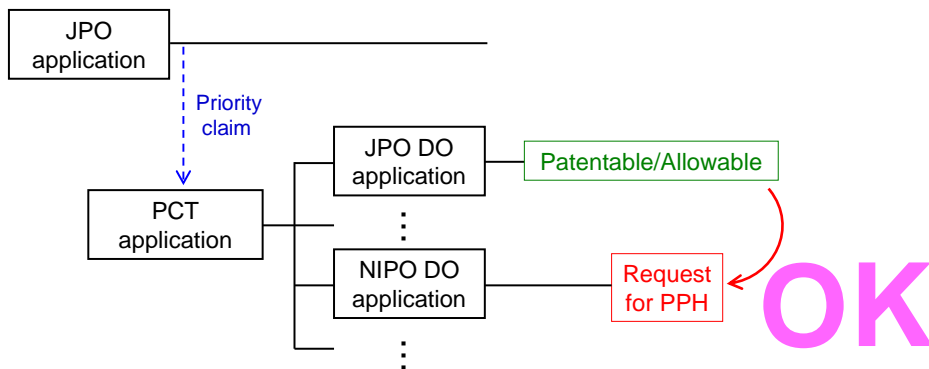 JPO
application
Priority
claim
JPO DO
application
Patentable/Allowable
PCT
application
NIPO DO
application
Request
for PPH
OK